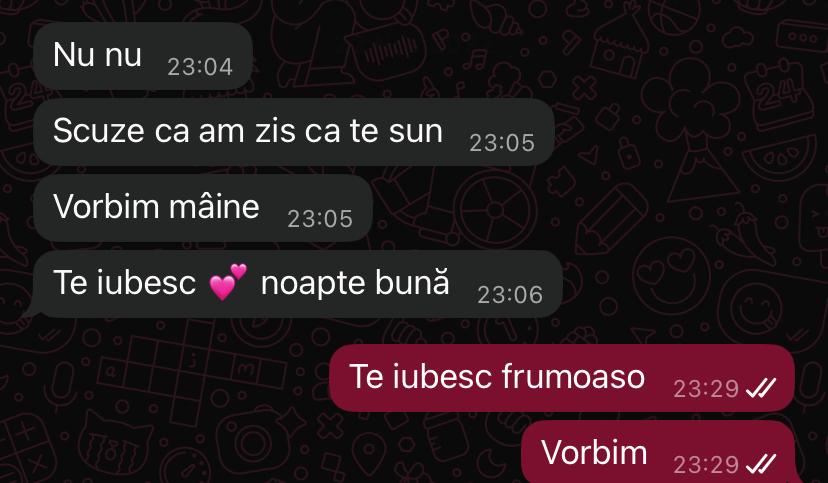 Nu nu 23:04
Scuze ca am zis ca te sun 23:05
Vorbim mâine 23:05
Te iubesc 💕 noapte bună 23:06
Te iubesc frumoaso 23:29
Vorbim 23:29